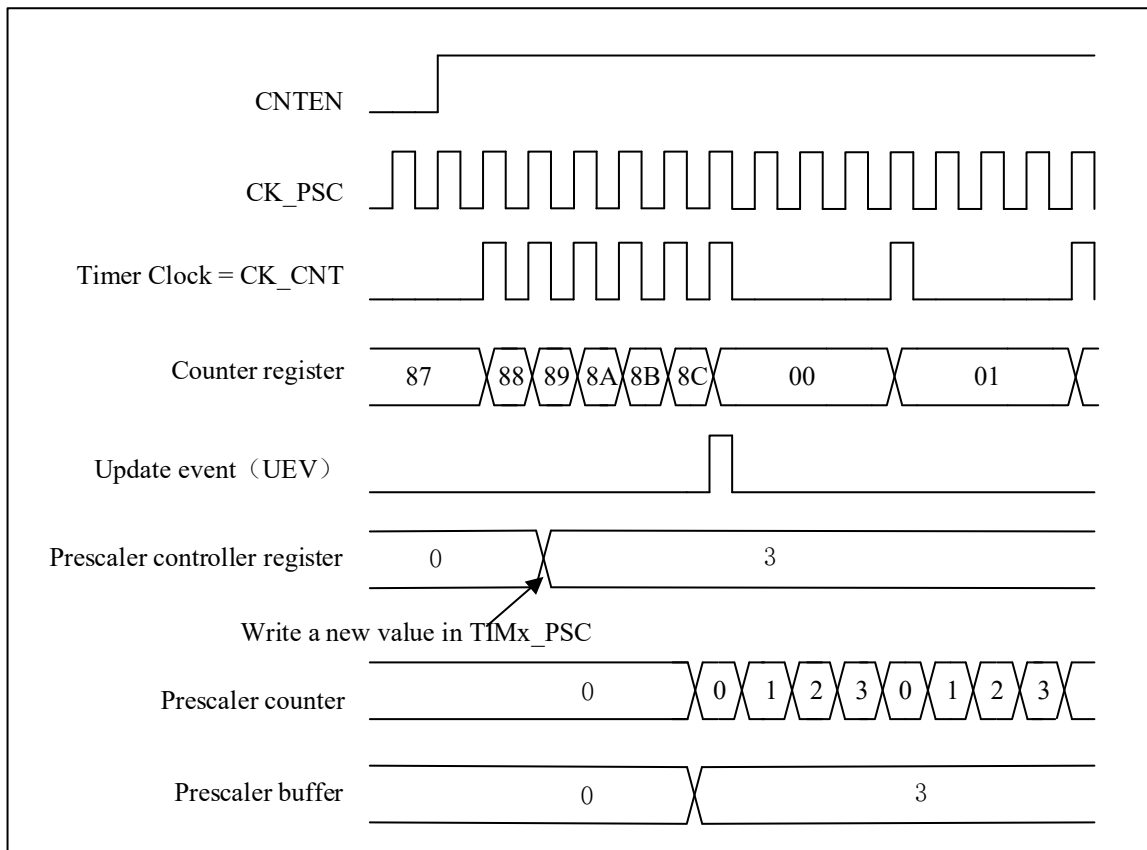 CNTEN
CK_PSC
Timer Clock = CK_CNT
Counter register 87 88 89 8A 8B 8C 00 01
Update event（UEV）
Prescaler controller register 0 3
Write a new value in TIMx_PSC
Prescaler counter 0 0 1 2 3 0 1 2 3
Prescaler buffer 0 3